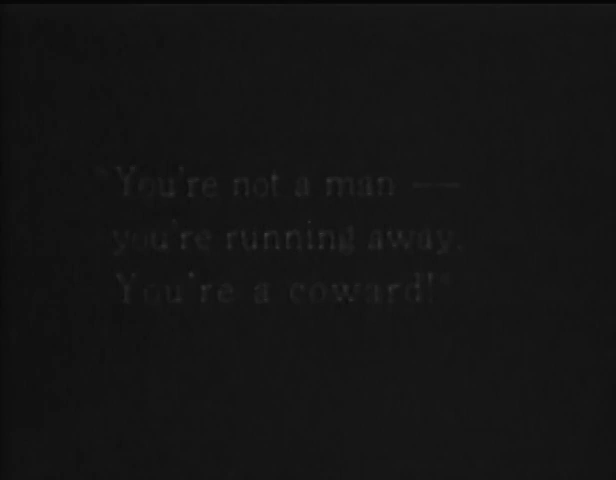 "You're not a man —
you're running away.
You're a coward!"